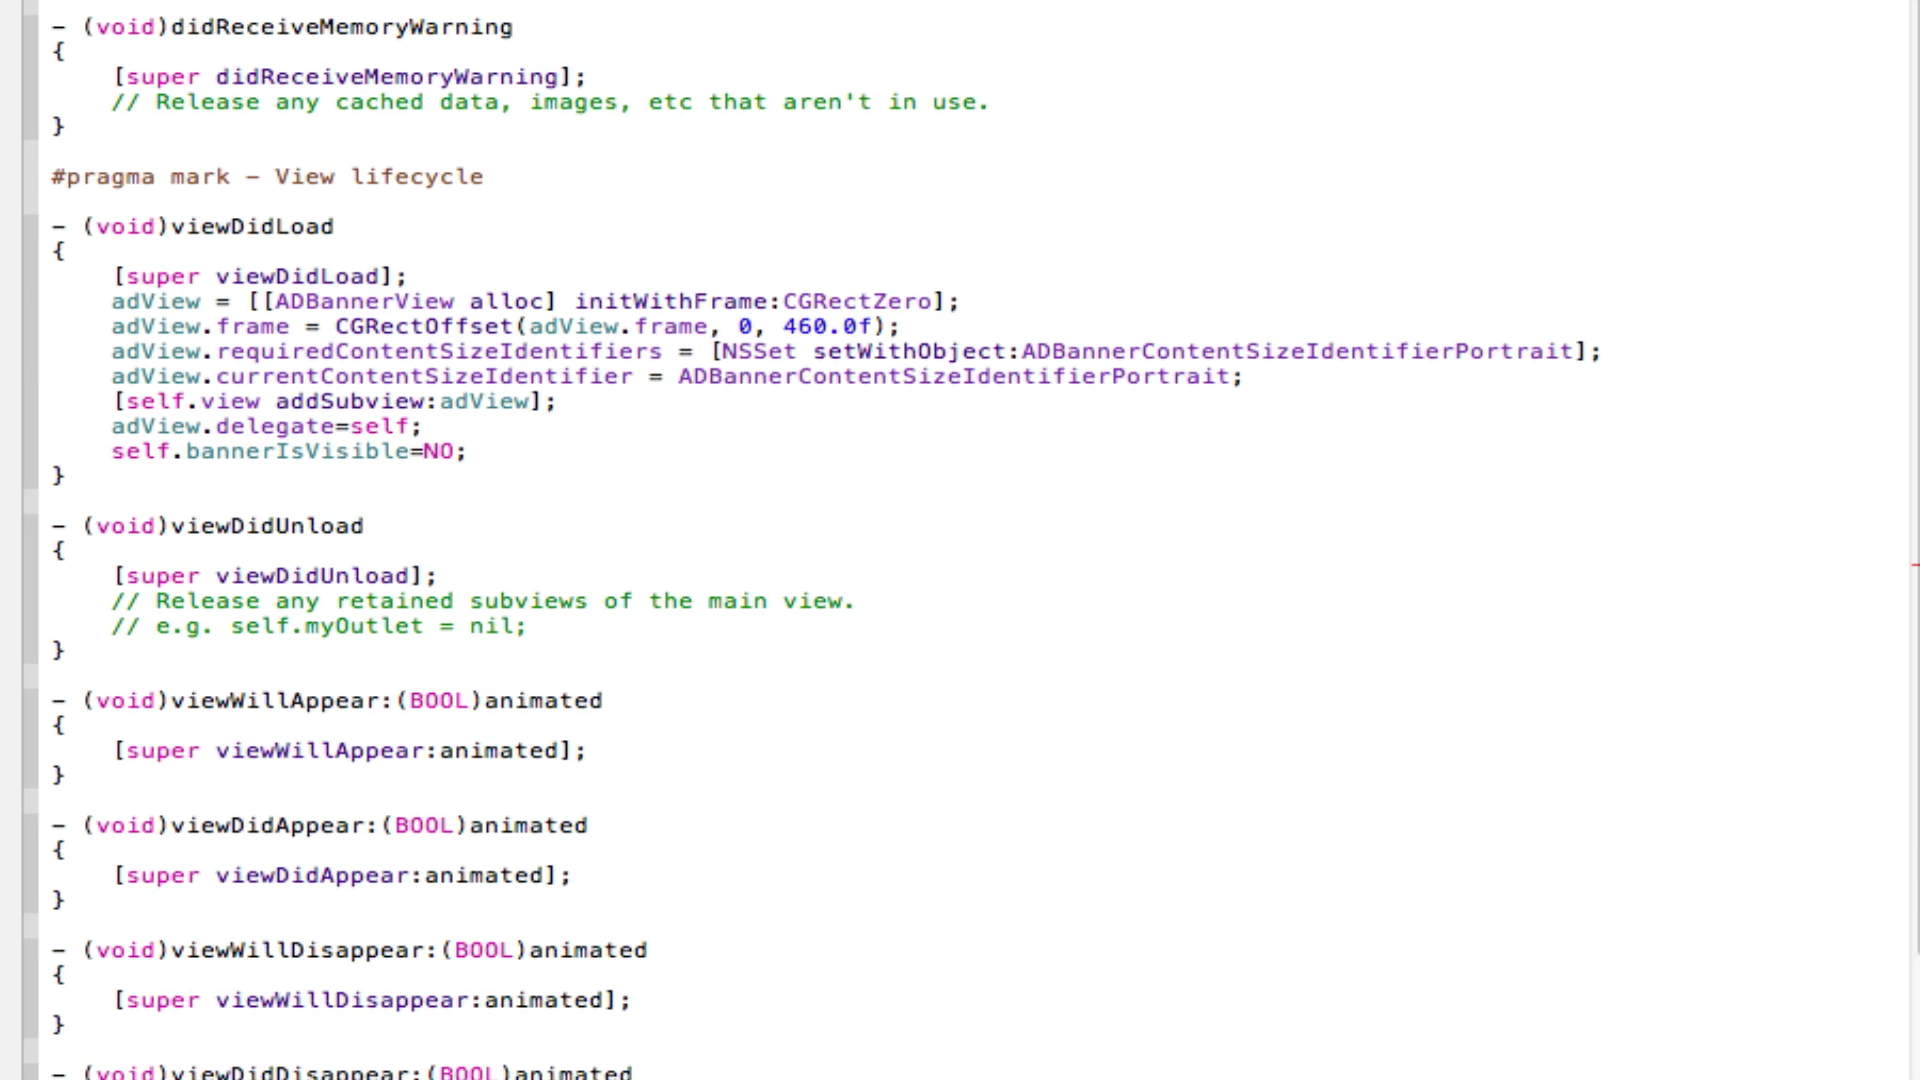 - (void)didReceiveMemoryWarning
{
    [super didReceiveMemoryWarning];
    // Release any cached data, images, etc that aren't in use.
}
#pragma mark - View lifecycle
- (void)viewDidLoad
{
    [super viewDidLoad];
    adView = [[ADBannerView alloc] initWithFrame:CGRectZero];
    adView.frame = CGRectOffset(adView.frame, 0, 460.0f);
    adView.requiredContentSizeIdentifiers = [NSSet setWithObject:ADBannerContentSizeIdentifierPortrait];
    adView.currentContentSizeIdentifier = ADBannerContentSizeIdentifierPortrait;
    [self.view addSubview:adView];
    adView.delegate=self;
    self.bannerIsVisible=NO;
}
- (void)viewDidUnload
{
    [super viewDidUnload];
    // Release any retained subviews of the main view.
    // e.g. self.myOutlet = nil;
}
- (void)viewWillAppear:(BOOL)animated
{
    [super viewWillAppear:animated];
}
- (void)viewDidAppear:(BOOL)animated
{
    [super viewDidAppear:animated];
}
- (void)viewWillDisappear:(BOOL)animated
{
    [super viewWillDisappear:animated];
}
- (void)viewDidDisappear:(BOOL)animated